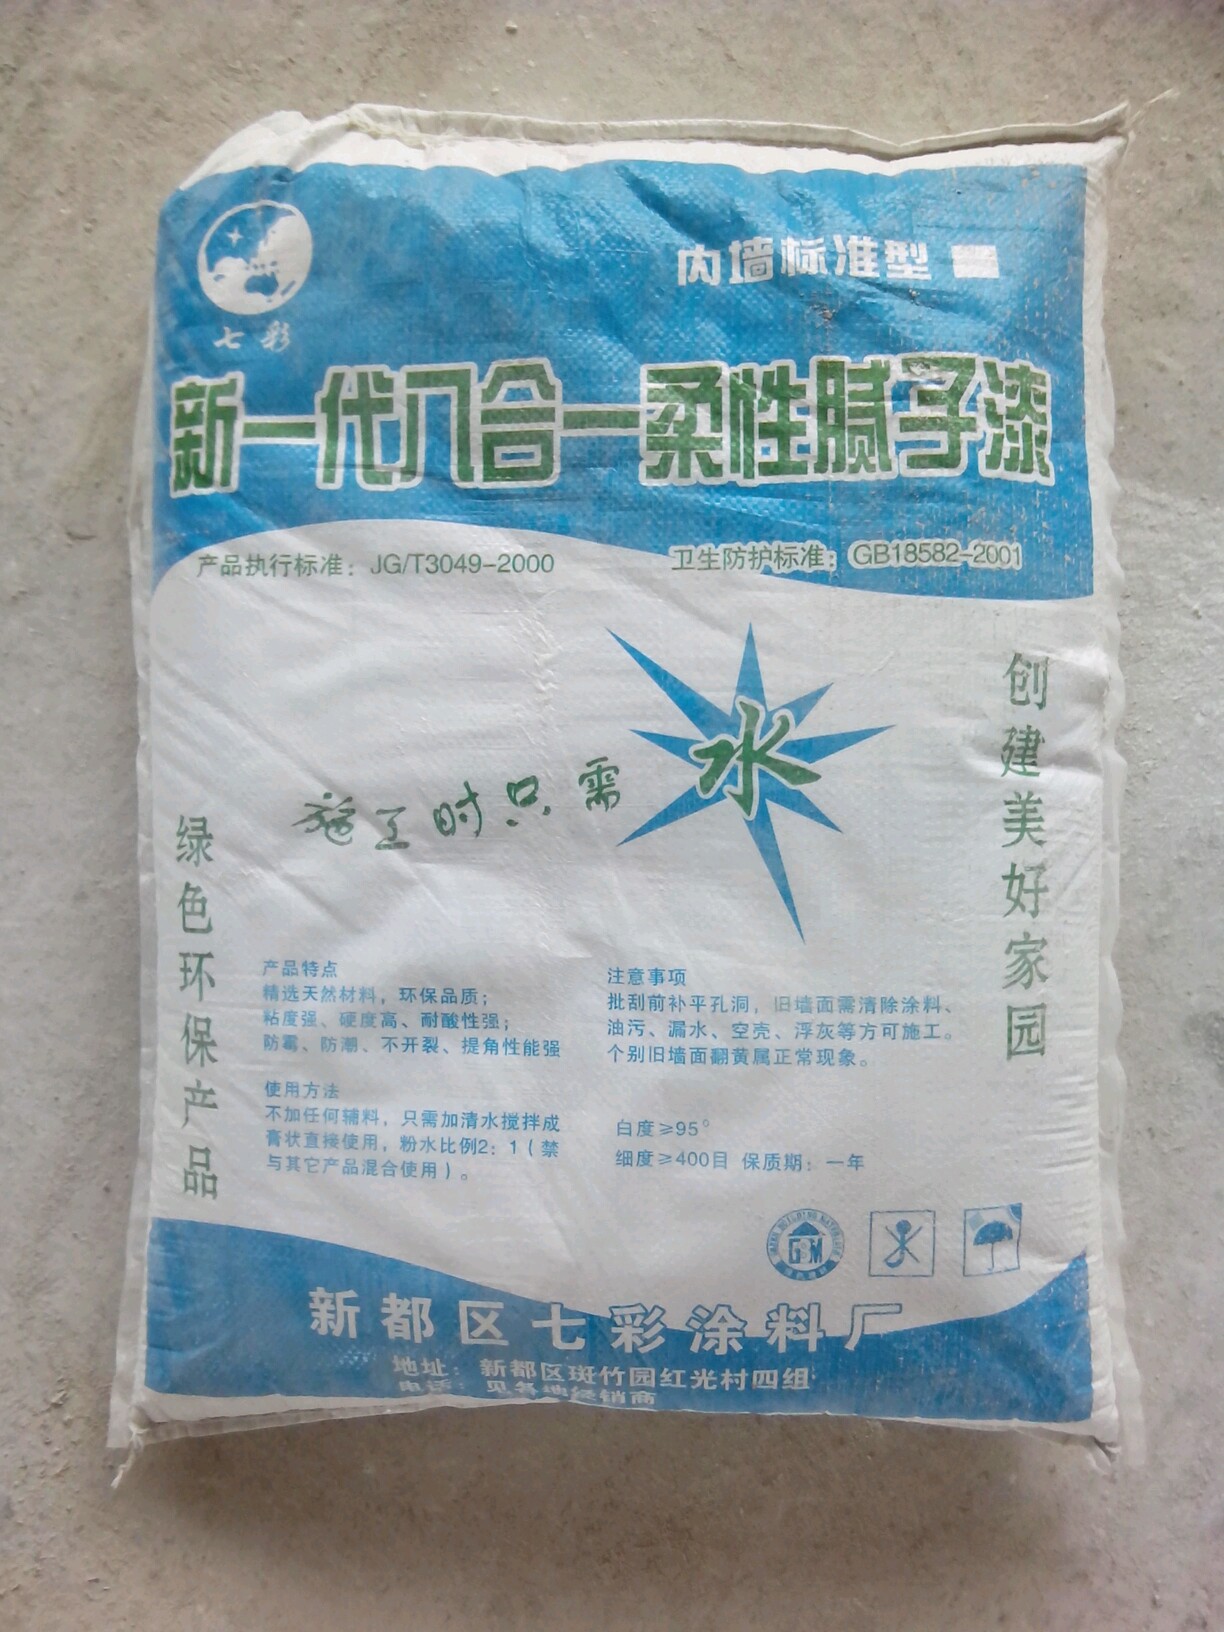 七彩
内墙标准型
新一代八合一柔性腻子漆
产品执行标准：JG/T3049-2000
卫生防护标准：GB18582-2001
施工时只需
水
创建美好家园
绿色环保产品
产品特点
精选天然材料，环保品质；
粘度强、硬度高、耐酸性强；
防霉、防潮、不开裂、提角性能强
使用方法
不加任何辅料，只需加清水搅拌成
膏状直接使用，粉水比例2：1（禁
与其它产品混合使用）。
注意事项
批刮前补平孔洞，旧墙面需清除涂料、
油污、漏水、空壳、浮灰等方可施工。
个别旧墙面翻黄属正常现象。
白度≥95°
细度≥400目 保质期：一年
GBM
新都区七彩涂料厂
地址：新都区斑竹园红光村四组
电话：见各地经销商